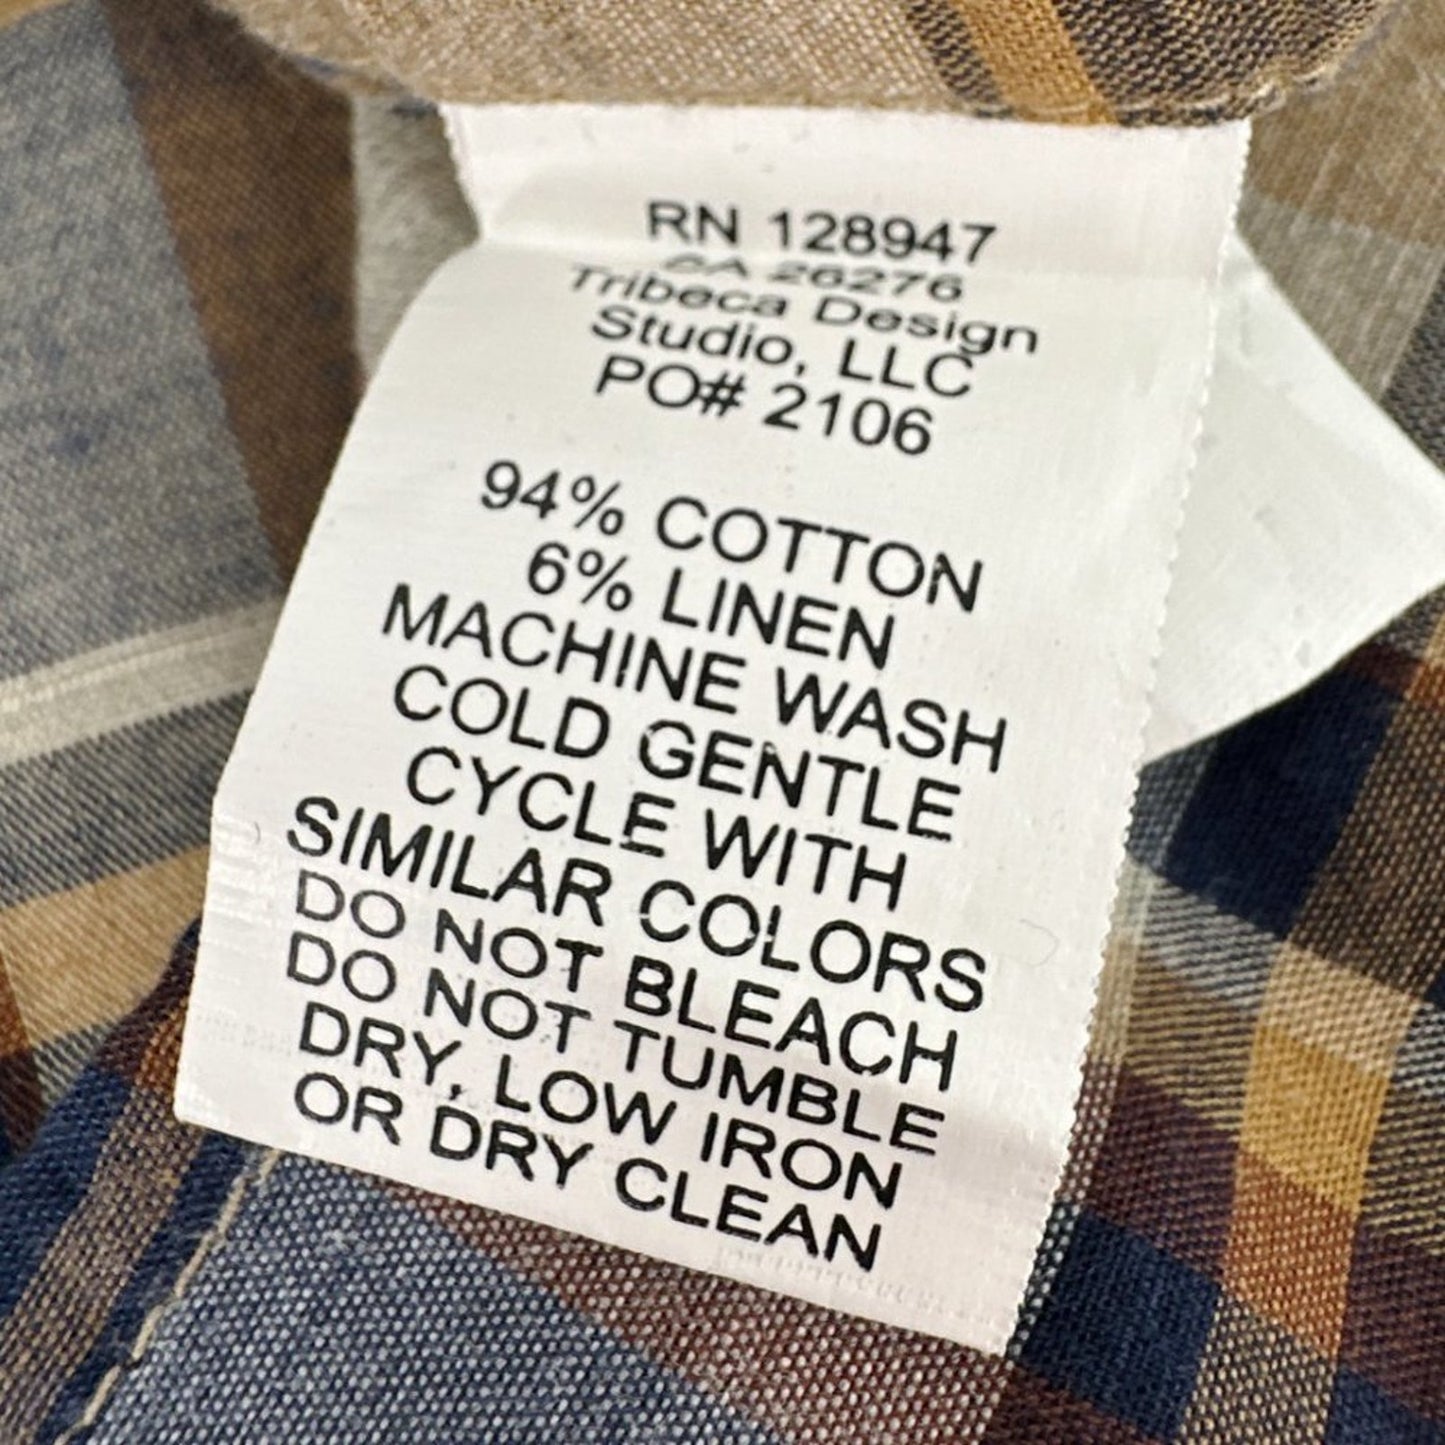 RN 128947
CA 26276
Tribeca Design
Studio, LLC
PO# 2106
94% COTTON
6% LINEN
MACHINE WASH
COLD GENTLE
CYCLE WITH
SIMILAR COLORS
DO NOT BLEACH
DO NOT TUMBLE
DRY, LOW IRON
OR DRY CLEAN